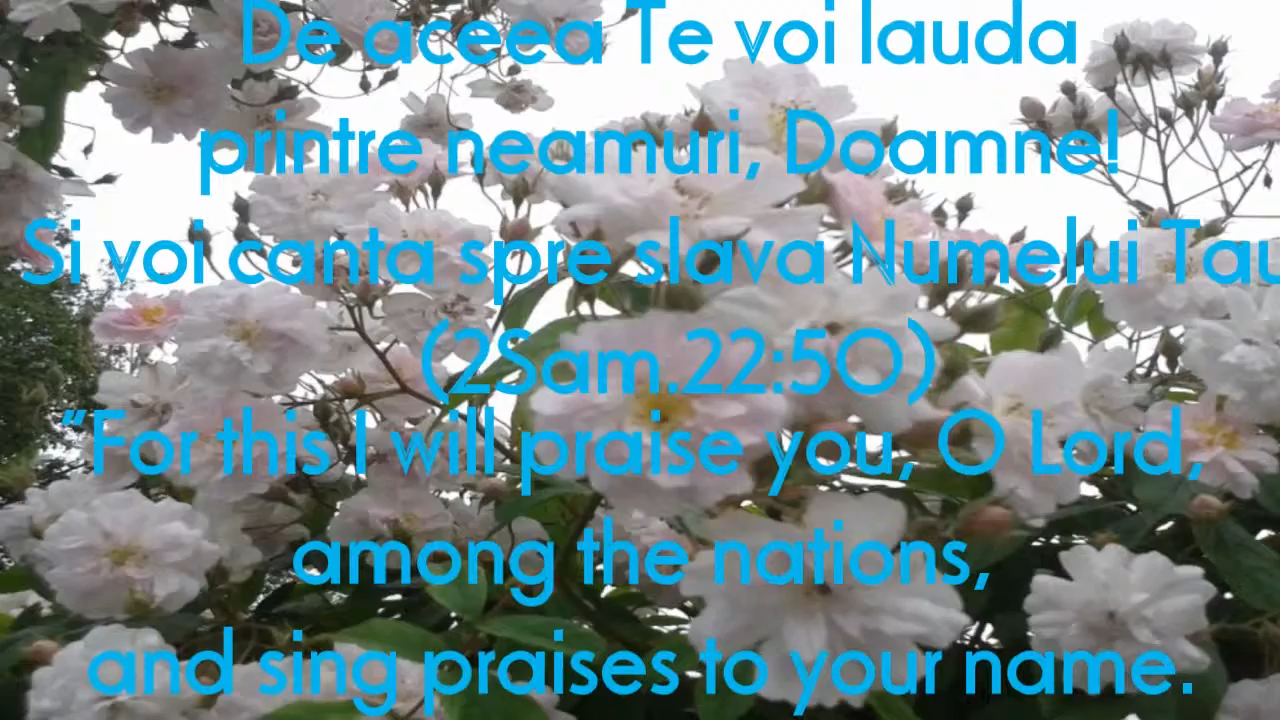 De aceea Te voi lauda
printre neamuri, Doamne!
Si voi canta spre slava Numelui Tau
(2Sam.22:50)
"For this I will praise you, O Lord,
among the nations,
and sing praises to your name.